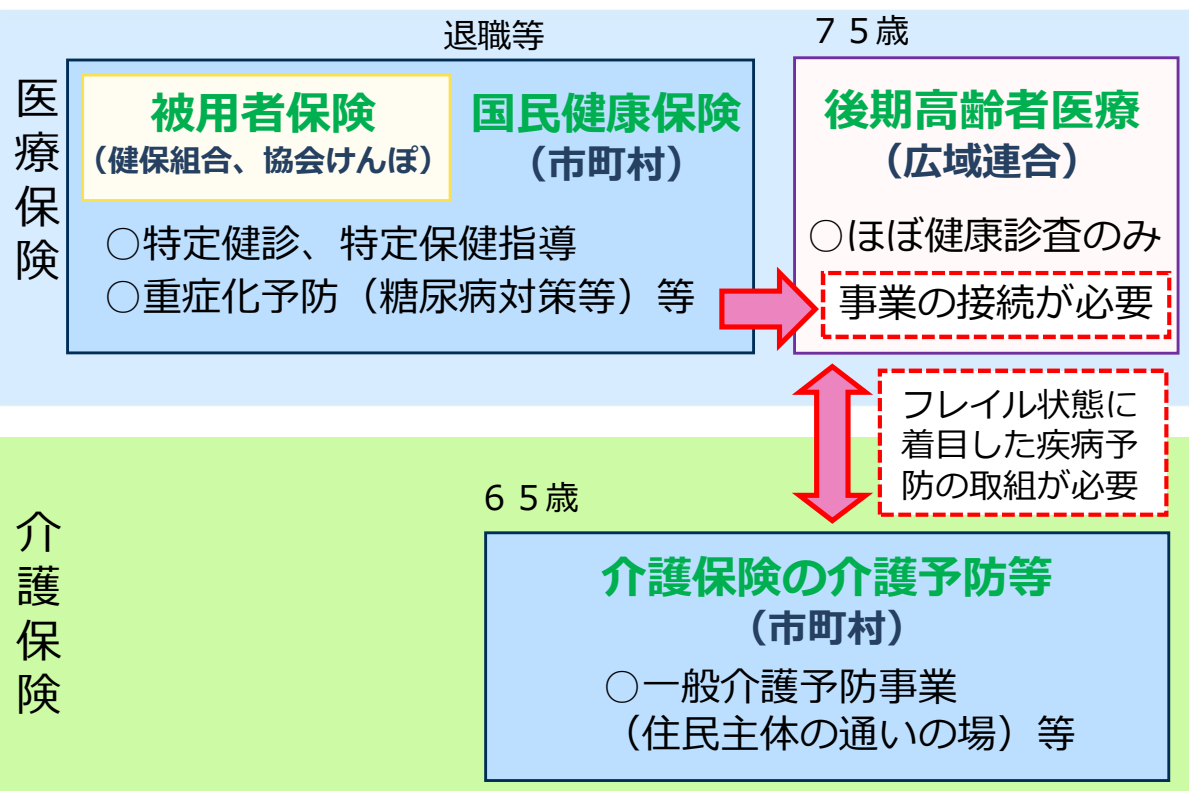 退職等
７５歳
医療保険
被用者保険
（健保組合、協会けんぽ）
国民健康保険
（市町村）
○特定健診、特定保健指導
○重症化予防（糖尿病対策等）等
後期高齢者医療
（広域連合）
○ほぼ健康診査のみ
事業の接続が必要
フレイル状態に
着目した疾病予
防の取組が必要
介護保険
６５歳
介護保険の介護予防等
（市町村）
○一般介護予防事業
（住民主体の通いの場）等